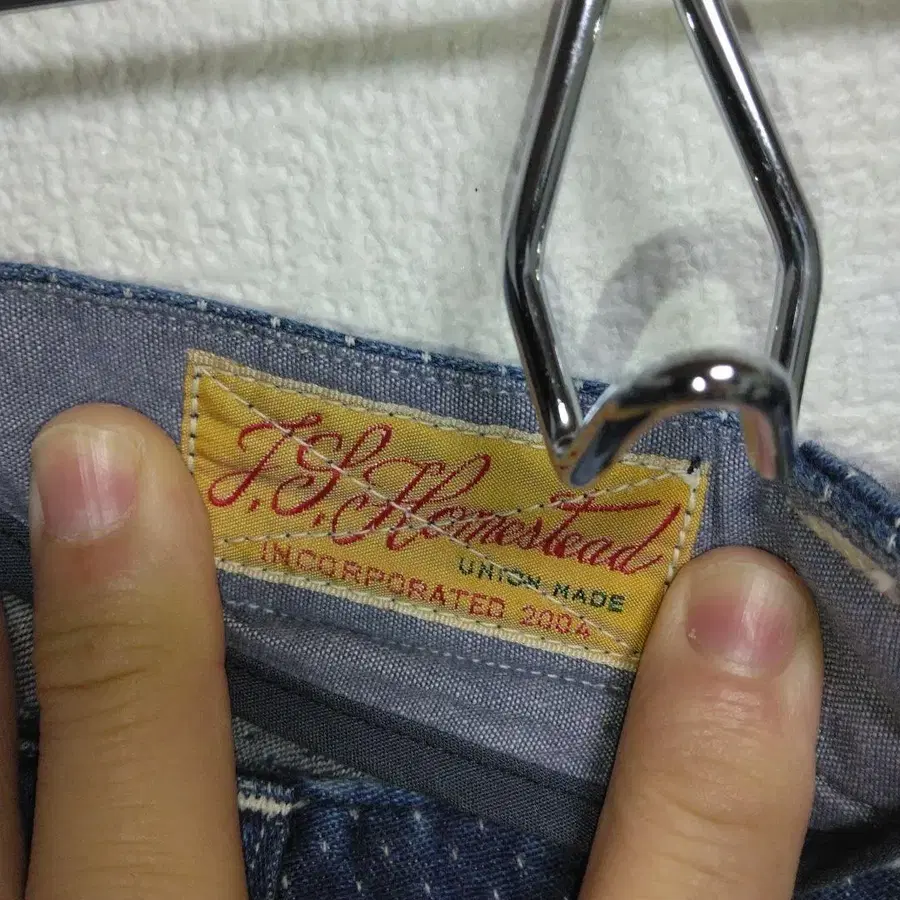 J.S. Homestead
UNION MADE
INCORPORATED 2004